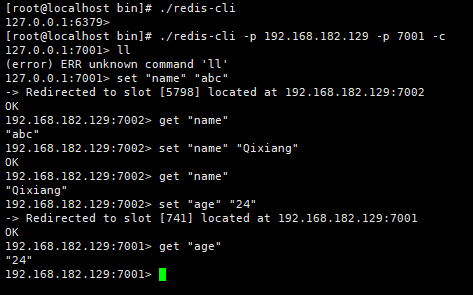 [root@localhost bin]# ./redis-cli
127.0.0.1:6379>
[root@localhost bin]# ./redis-cli -p 192.168.182.129 -p 7001 -c
127.0.0.1:7001> ll
(error) ERR unknown command 'll'
127.0.0.1:7001> set "name" "abc"
-> Redirected to slot [5798] located at 192.168.182.129:7002
OK
192.168.182.129:7002> get "name"
"abc"
192.168.182.129:7002> set "name" "Qixiang"
OK
192.168.182.129:7002> get "name"
"Qixiang"
192.168.182.129:7002> set "age" "24"
-> Redirected to slot [741] located at 192.168.182.129:7001
OK
192.168.182.129:7001> get "age"
"24"
192.168.182.129:7001>